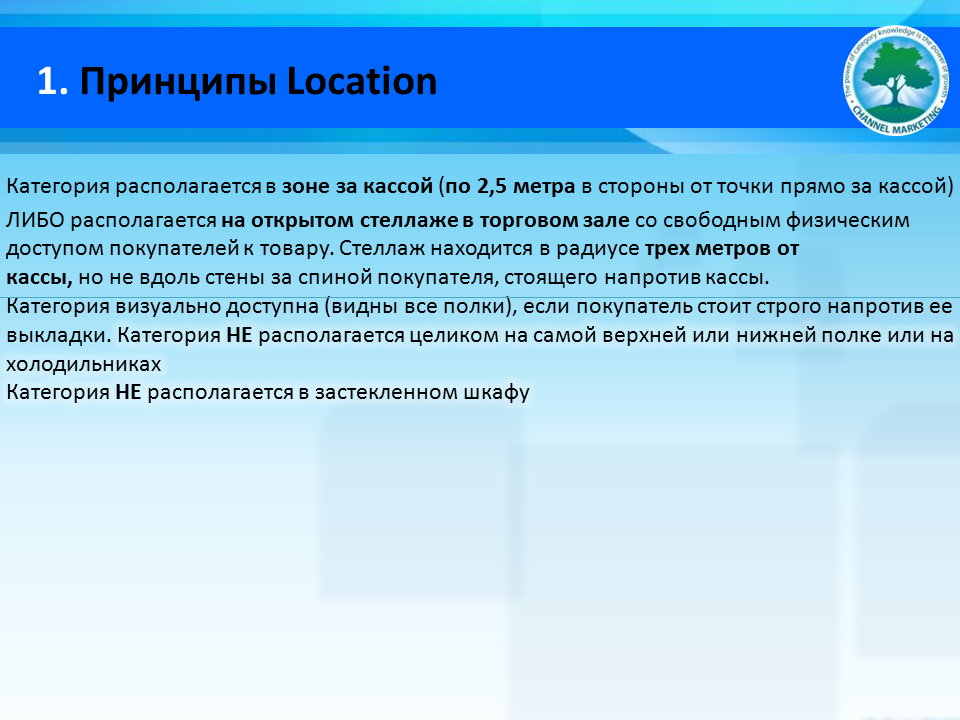 1. Принципы Location
The power of category knowledge is the power of growth
CHANNEL MARKETING
Категория располагается в зоне за кассой (по 2,5 метра в стороны от точки прямо за кассой)
ЛИБО располагается на открытом стеллаже в торговом зале со свободным физическим
доступом покупателей к товару. Стеллаж находится в радиусе трех метров от
кассы, но не вдоль стены за спиной покупателя, стоящего напротив кассы.
Категория визуально доступна (видны все полки), если покупатель стоит строго напротив ее
выкладки. Категория НЕ располагается целиком на самой верхней или нижней полке или на
холодильниках
Категория НЕ располагается в застекленном шкафу